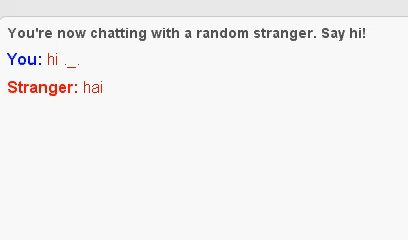 You're now chatting with a random stranger. Say hi!
You: hi ._.
Stranger: hai